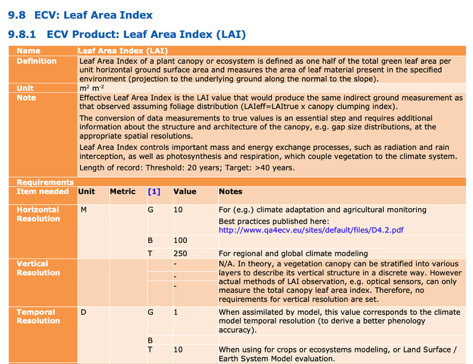 9.8 ECV: Leaf Area Index
9.8.1 ECV Product: Leaf Area Index (LAI)
Name Leaf Area Index (LAI)
Definition Leaf Area Index of a plant canopy or ecosystem is defined as one half of the total green leaf area per
unit horizontal ground surface area and measures the area of leaf material present in the specified
environment (projection to the underlying ground along the normal to the slope).
Unit m² m⁻²
Note Effective Leaf Area Index is the LAI value that would produce the same indirect ground measurement as
that observed assuming foliage distribution (LAIeff=LAItrue x canopy clumping index).
The conversion of data measurements to true values is an essential step and requires additional
information about the structure and architecture of the canopy, e.g. gap size distributions, at the
appropriate spatial resolutions.
Leaf Area Index controls important mass and energy exchange processes, such as radiation and rain
interception, as well as photosynthesis and respiration, which couple vegetation to the climate system.
Length of record: Threshold: 20 years; Target: >40 years.
Requirements
Item needed Unit Metric [1] Value Notes
Horizontal Resolution M G 10 For (e.g.) climate adaptation and agricultural monitoring
Best practices published here:
http://www.qa4ecv.eu/sites/default/files/D4.2.pdf
B 100
T 250 For regional and global climate modeling
Vertical Resolution - N/A. In theory, a vegetation canopy can be stratified into various
- layers to describe its vertical structure in a discrete way. However
- actual methods of LAI observation, e.g. optical sensors, can only
measure the total canopy leaf area index. Therefore, no
requirements for vertical resolution are set.
Temporal Resolution D G 1 When assimilated by model, this value corresponds to the climate
model temporal resolution (to derive a better phenology
accuracy).
B
T 10 When using for crops or ecosystems modeling, or Land Surface /
Earth System Model evaluation.